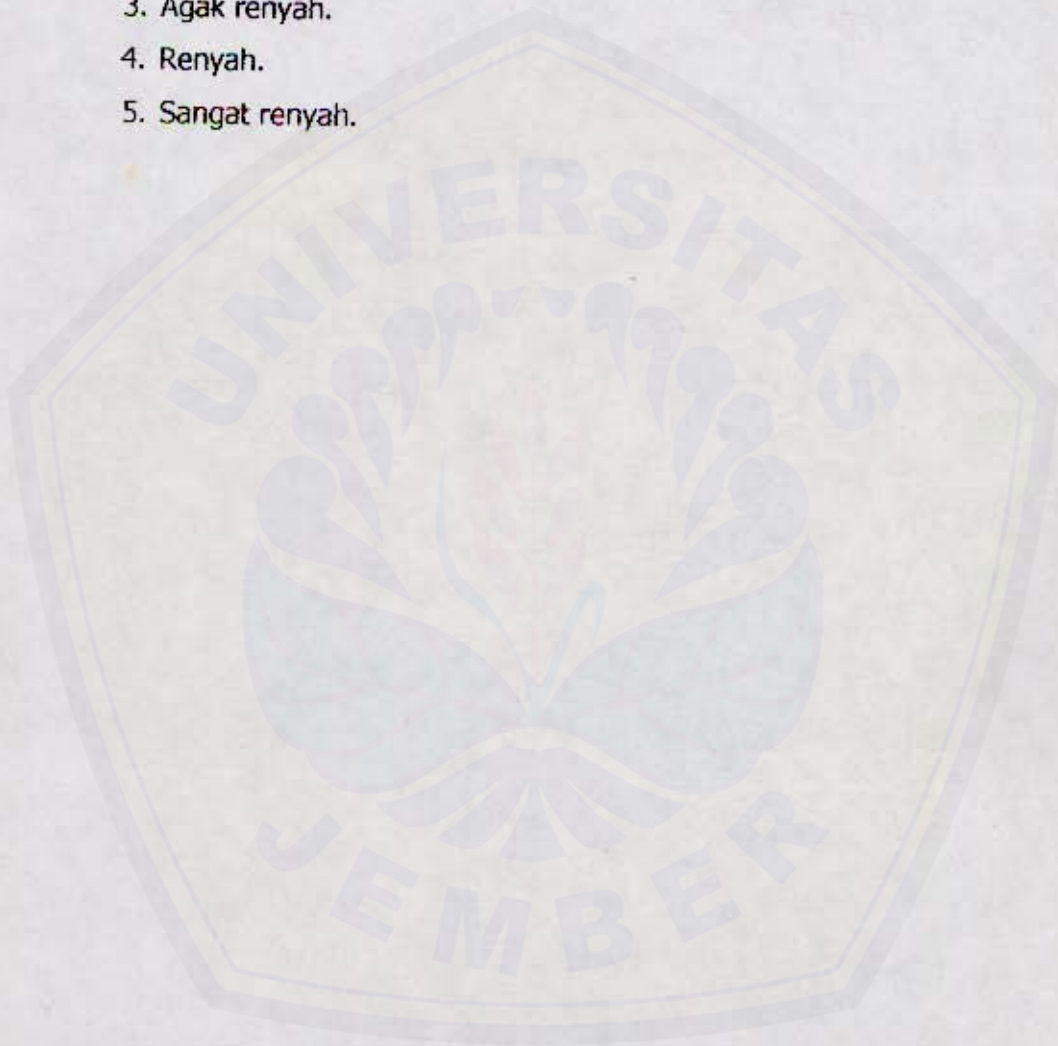 3. Agak renyah.
4. Renyah.
5. Sangat renyah.
UNIVERSITAS
JEMBER